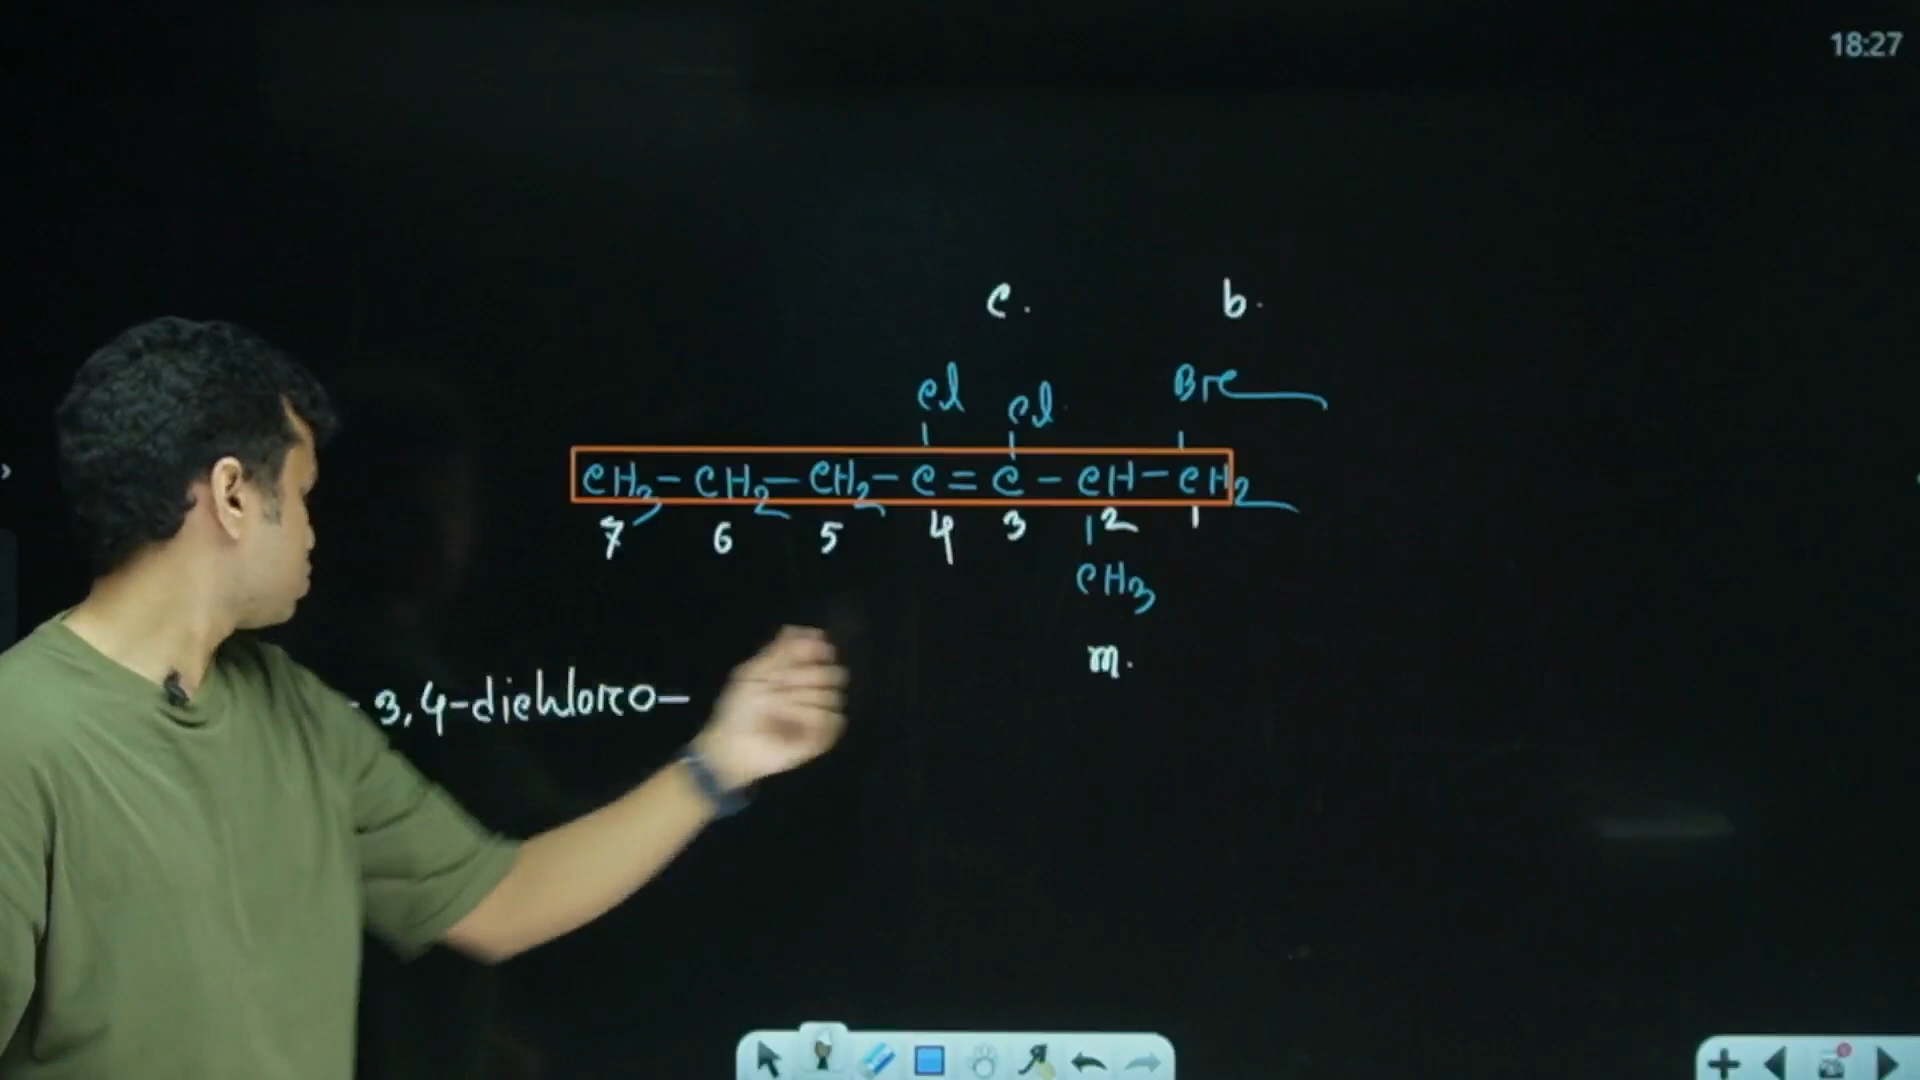 18:27
c. b.
Cl Cl Br
CH3-CH2-CH2-C=C-CH-CH2
7 6 5 4 3 2 1
CH3
m.
- 3,4-dichloro-